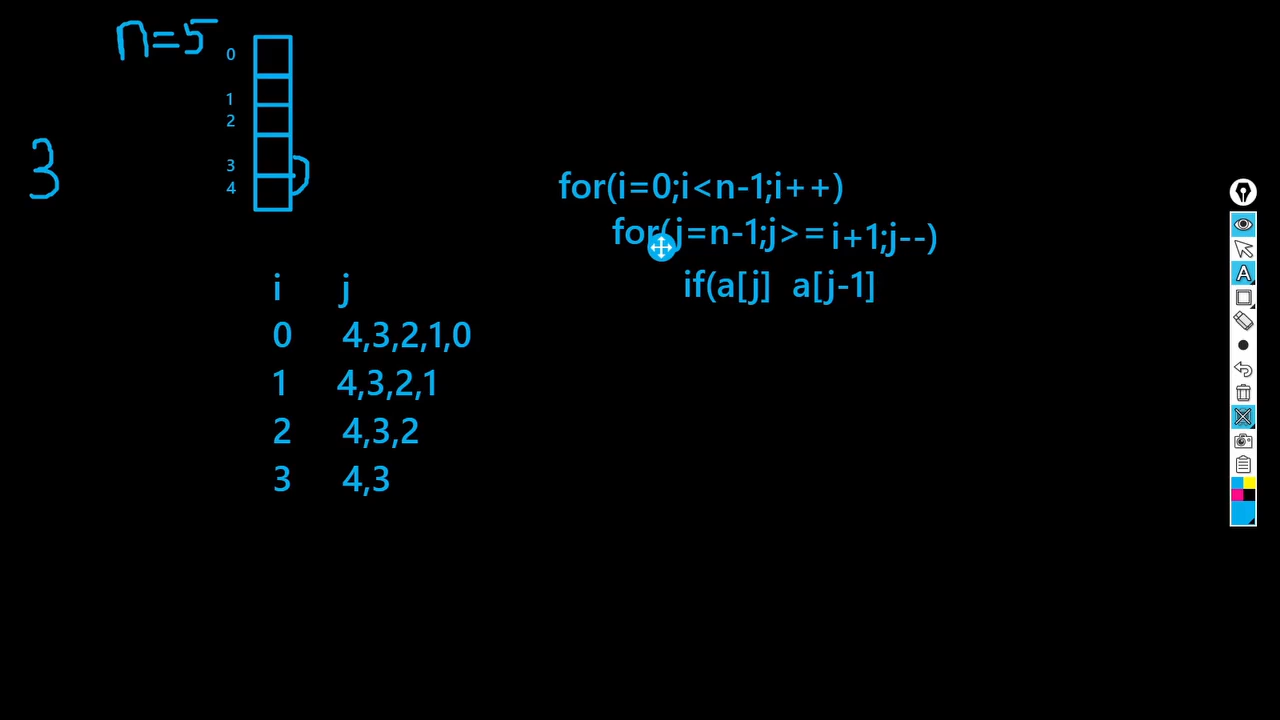 n=5
0
1
2
3
4
3
for(i=0;i<n-1;i++)
for(j=n-1;j>= i+1;j--)
if(a[j] a[j-1]
i j
0 4,3,2,1,0
1 4,3,2,1
2 4,3,2
3 4,3
A